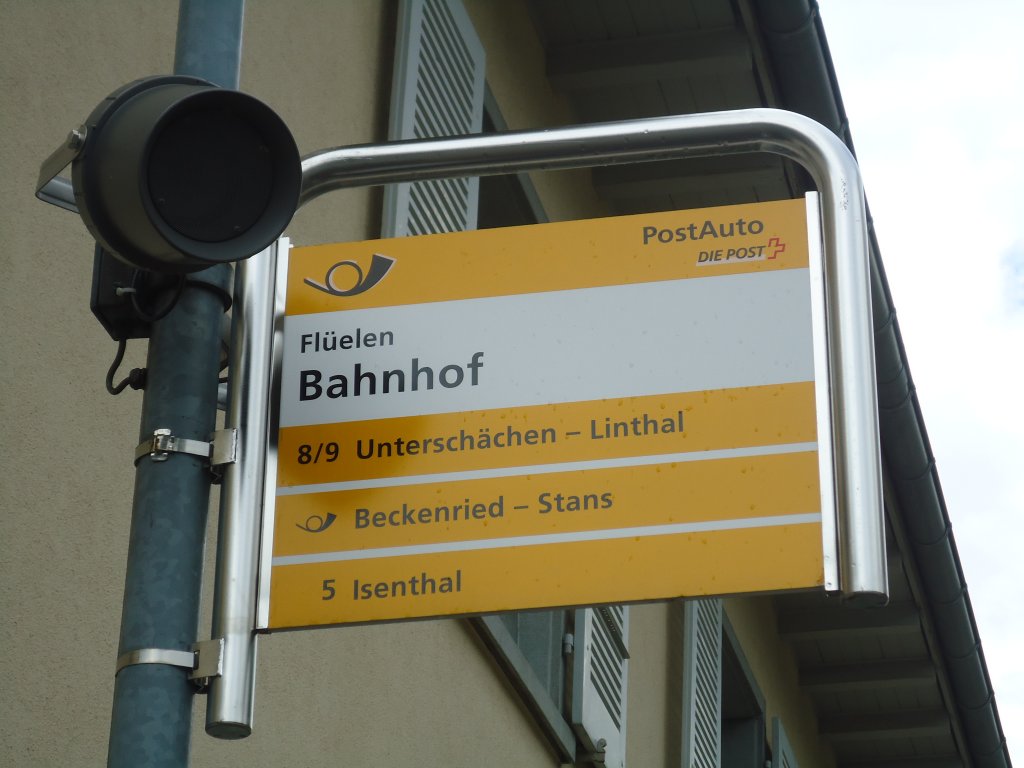 PostAuto
DIE POST
Flüelen
Bahnhof
8/9 Unterschächen – Linthal
Beckenried – Stans
5 Isenthal